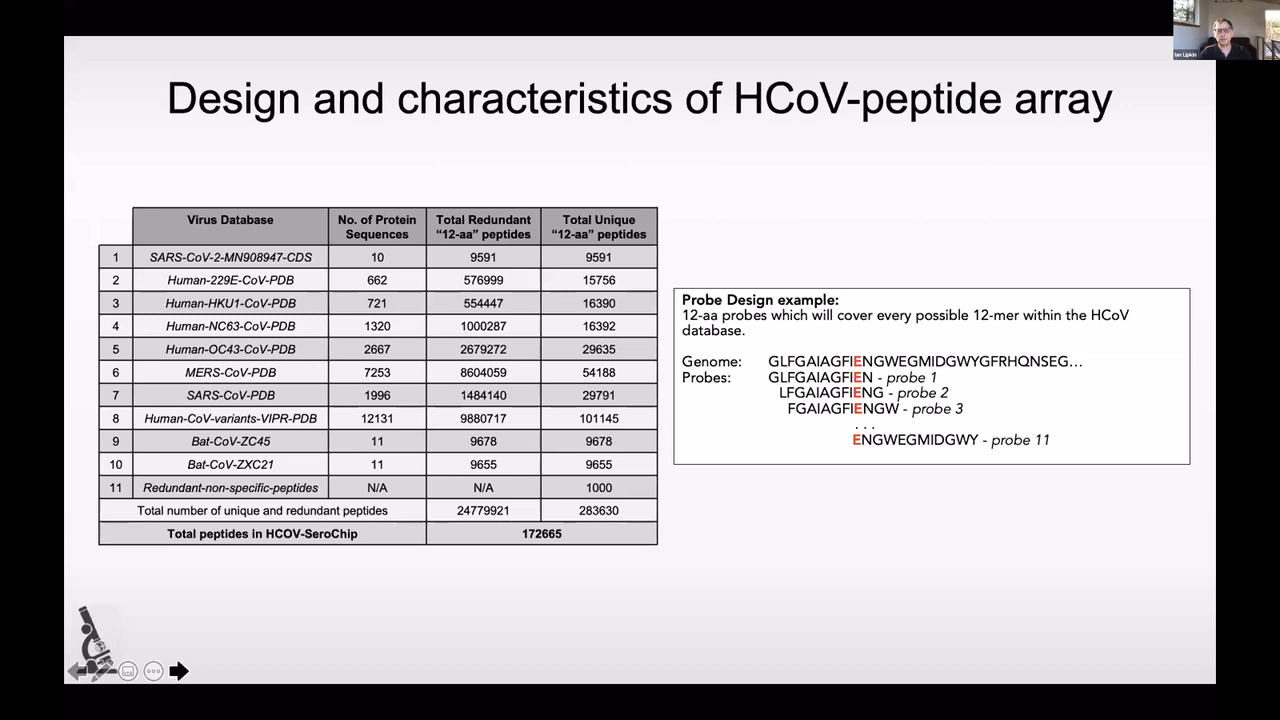 Ian Lipkin
Design and characteristics of HCoV-peptide array
Virus Database No. of Protein Sequences Total Redundant “12-aa” peptides Total Unique “12-aa” peptides
1 SARS-CoV-2-MN908947-CDS 10 9591 9591
2 Human-229E-CoV-PDB 662 576999 15756
3 Human-HKU1-CoV-PDB 721 554447 16390
4 Human-NC63-CoV-PDB 1320 1000287 16392
5 Human-OC43-CoV-PDB 2667 2679272 29635
6 MERS-CoV-PDB 7253 8604059 54188
7 SARS-CoV-PDB 1996 1484140 29791
8 Human-CoV-variants-VIPR-PDB 12131 9880717 101145
9 Bat-CoV-ZC45 11 9678 9678
10 Bat-CoV-ZXC21 11 9655 9655
11 Redundant-non-specific-peptides N/A N/A 1000
Total number of unique and redundant peptides 24779921 283630
Total peptides in HCOV-SeroChip 172665
Probe Design example:
12-aa probes which will cover every possible 12-mer within the HCoV
database.
Genome: GLFGAIAGFIENGWEGMIDGWYGFRHQNSEG…
Probes: GLFGAIAGFIEN - probe 1
LFGAIAGFIENG - probe 2
FGAIAGFIENGW - probe 3
. . .
ENGWEGMIDGWY - probe 11